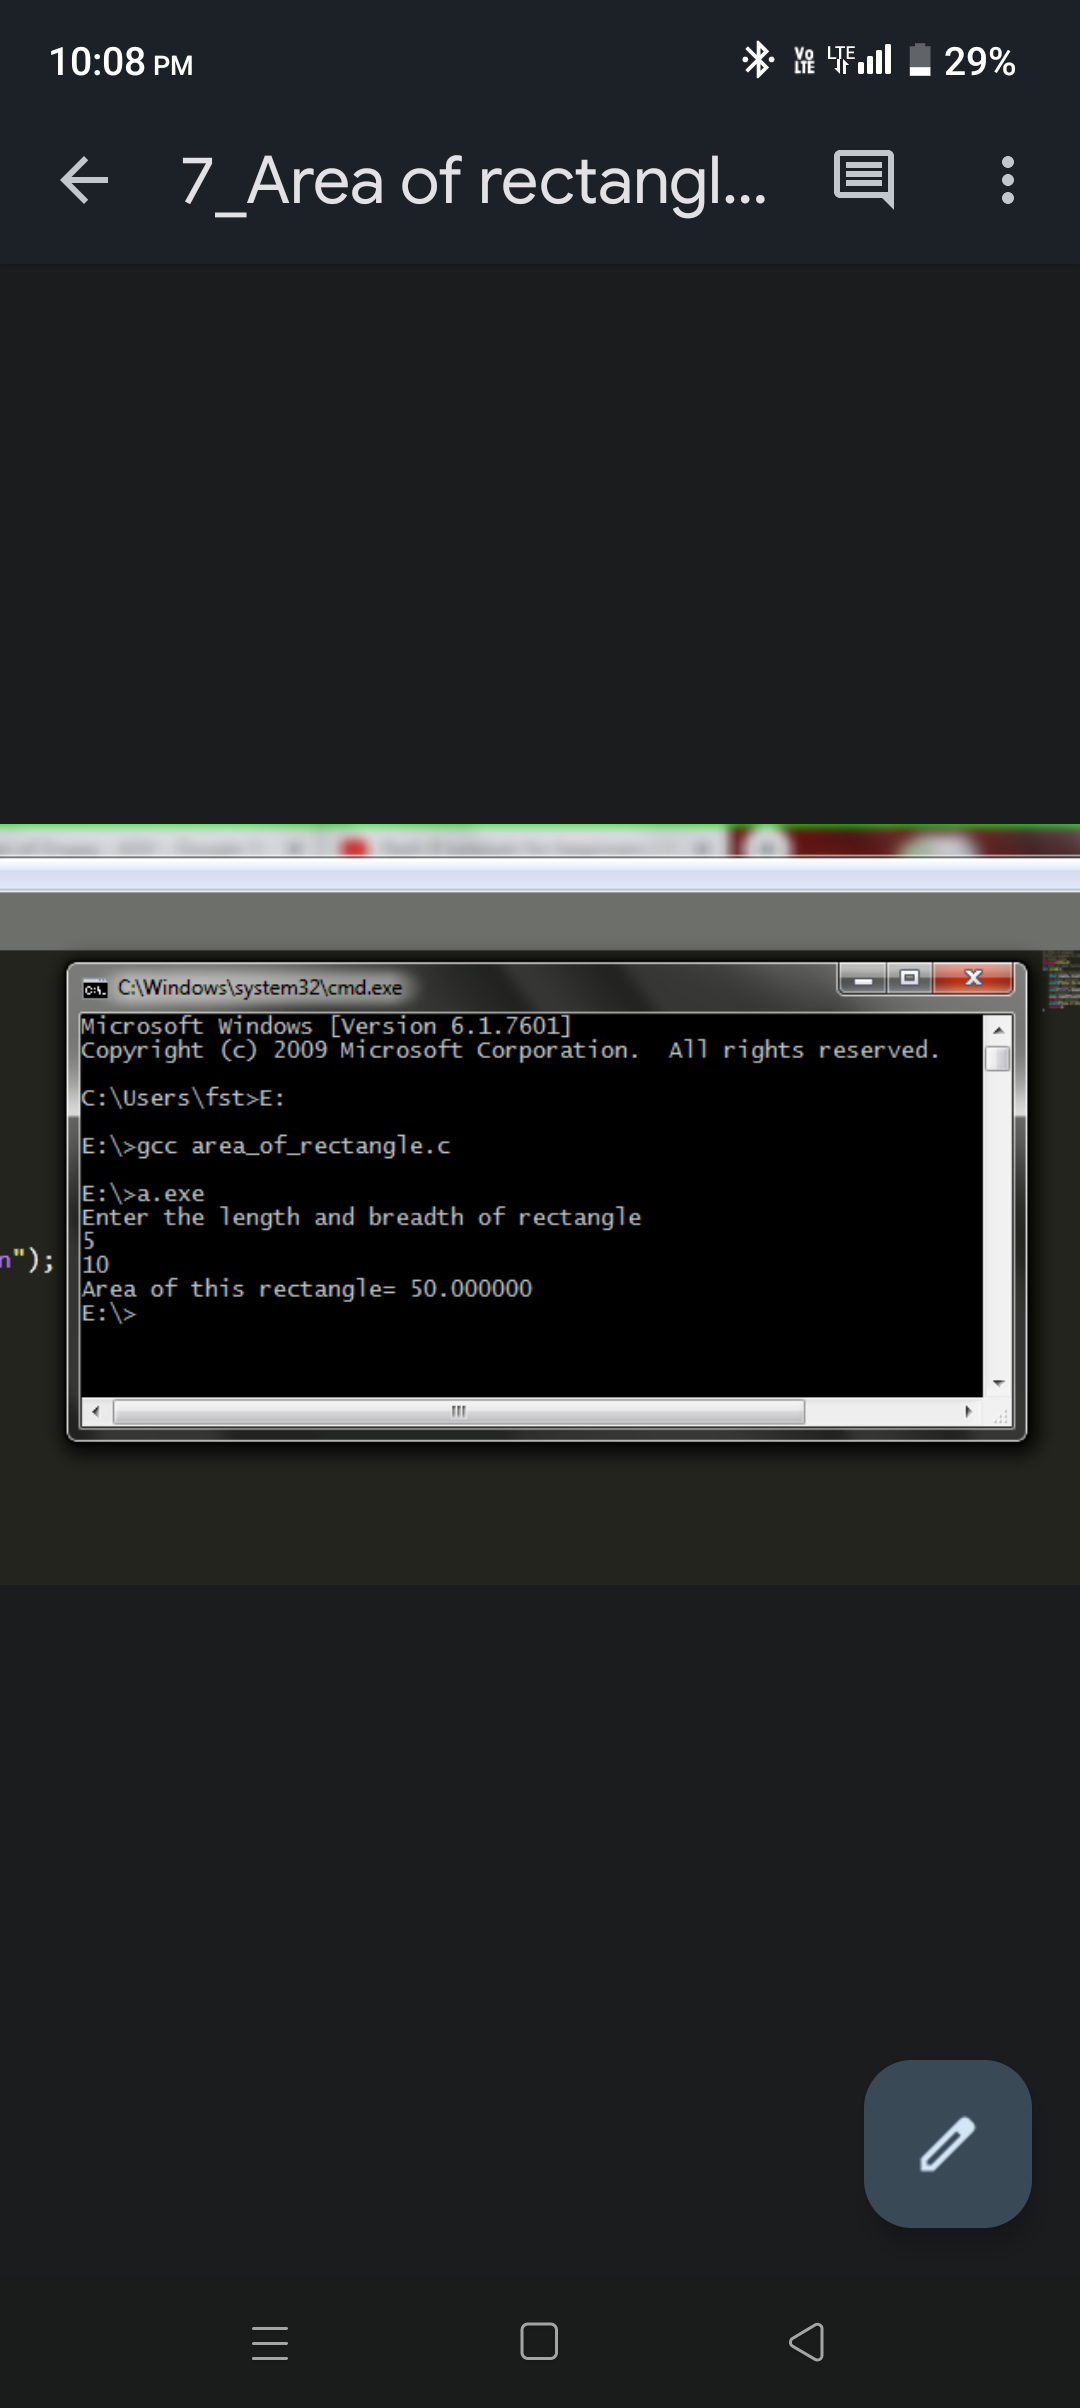 10:08 PM
Vo LTE
LTE
29%
7_Area of rectangl...
C:\Windows\system32\cmd.exe
Microsoft Windows [Version 6.1.7601]
Copyright (c) 2009 Microsoft Corporation.  All rights reserved.
C:\Users\fst>E:
E:\>gcc area_of_rectangle.c
E:\>a.exe
Enter the length and breadth of rectangle
5
n");
10
Area of this rectangle= 50.000000
E:\>